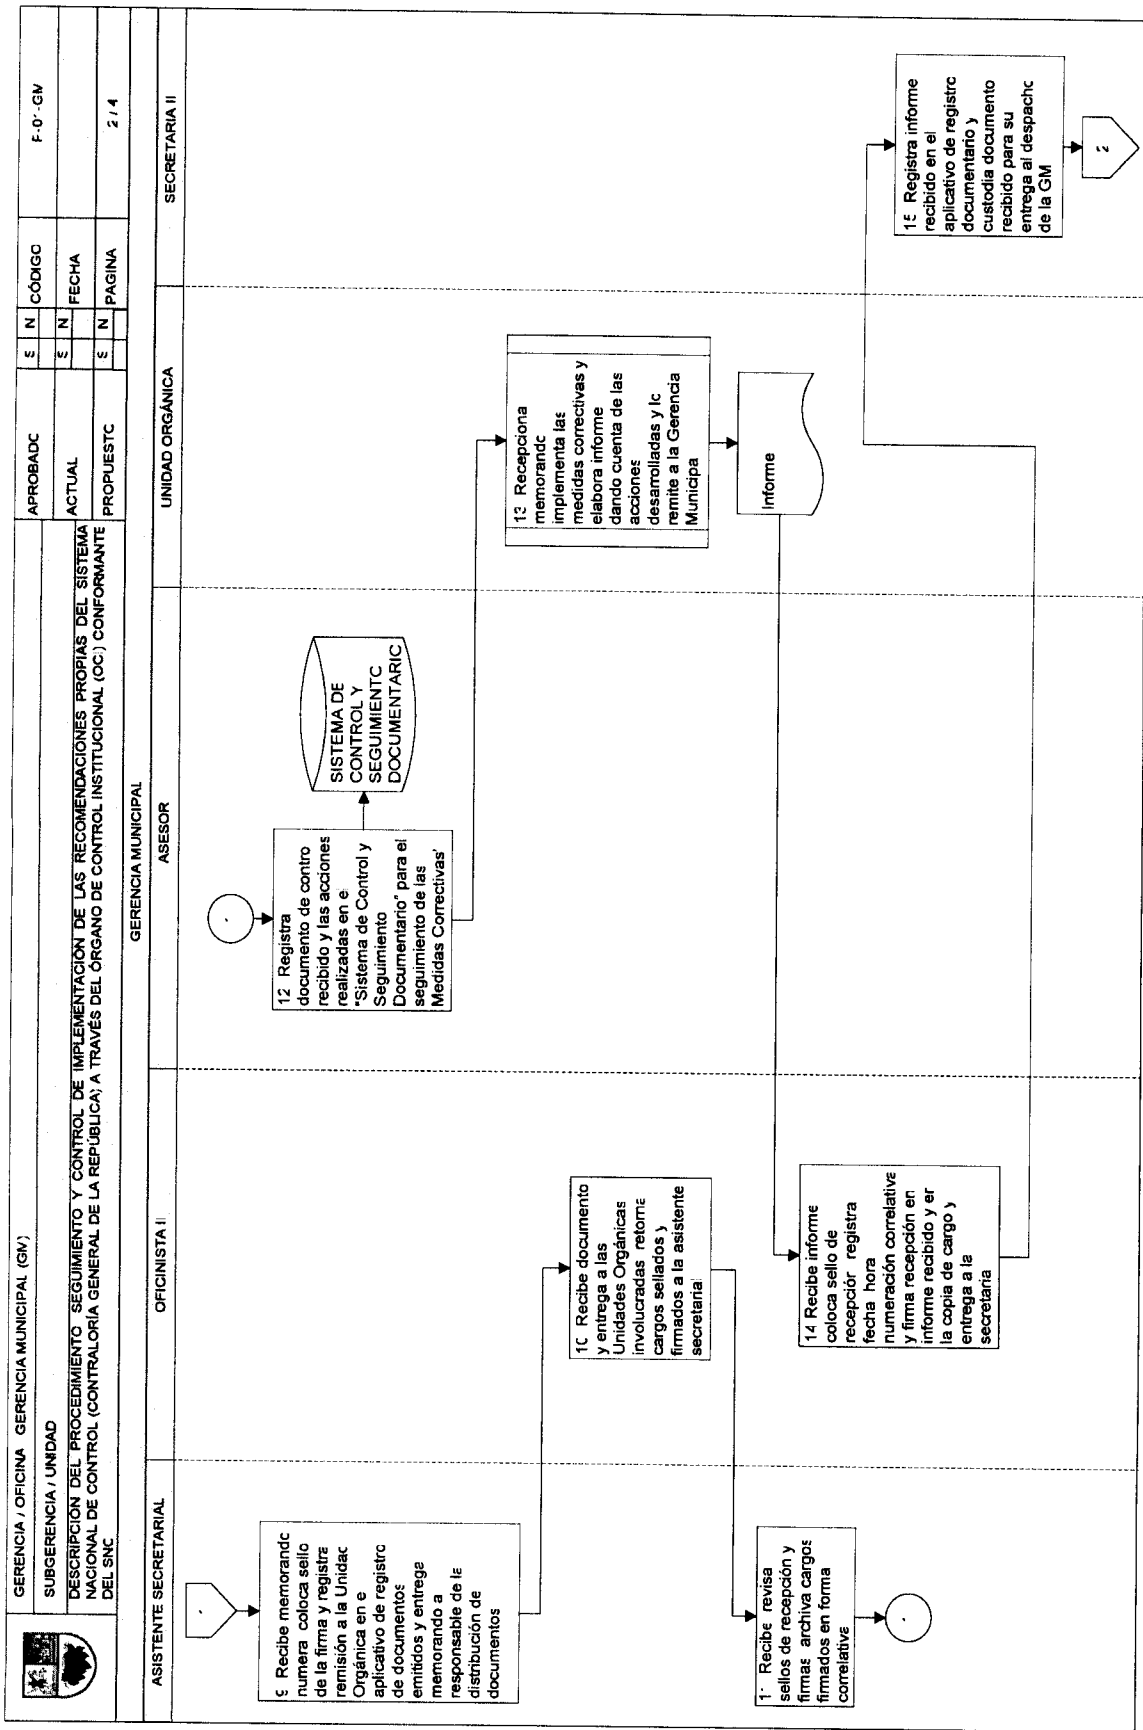 GERENCIA / OFICINA GERENCIA MUNICIPAL (GM)
SUBGERENCIA / UNIDAD
DESCRIPCIÓN DEL PROCEDIMIENTO SEGUIMIENTO Y CONTROL DE IMPLEMENTACIÓN DE LAS RECOMENDACIONES PROPIAS DEL SISTEMA
NACIONAL DE CONTROL (CONTRALORÍA GENERAL DE LA REPÚBLICA) A TRAVÉS DEL ÓRGANO DE CONTROL INSTITUCIONAL (OCI) CONFORMANTE
DEL SNC
APROBADO S N CÓDIGO F-01-GM
ACTUAL S N FECHA
PROPUESTO S N PAGINA 2 / 4
GERENCIA MUNICIPAL
ASISTENTE SECRETARIAL
OFICINISTA II
ASESOR
UNIDAD ORGÁNICA
SECRETARIA II
9 Recibe memorando
numera coloca sello
de la firma y registra
remisión a la Unidad
Orgánica en e
aplicativo de registro
de documentos
emitidos y entrega
memorando a
responsable de la
distribución de
documentos
10 Recibe documento
y entrega a las
Unidades Orgánicas
involucradas retorna
cargos sellados y
firmados a la asistente
secretarial
11 Recibe revisa
sellos de recepción y
firmas archiva cargos
firmados en forma
correlativa
12 Registra
documento de contro
recibido y las acciones
realizadas en e
"Sistema de Control y
Seguimiento
Documentario" para el
seguimiento de las
Medidas Correctivas'
SISTEMA DE
CONTROL Y
SEGUIMIENTO
DOCUMENTARIO
13 Recepciona
memorando
implementa las
medidas correctivas y
elabora informe
dando cuenta de las
acciones
desarrolladas y lo
remite a la Gerencia
Municipa
Informe
14 Recibe informe
coloca sello de
recepción registra
fecha hora
numeración correlativa
y firma recepción en
informe recibido y en
la copia de cargo y
entrega a la
secretaria
15 Registra informe
recibido en el
aplicativo de registro
documentario y
custodia documento
recibido para su
entrega al despacho
de la GM
2